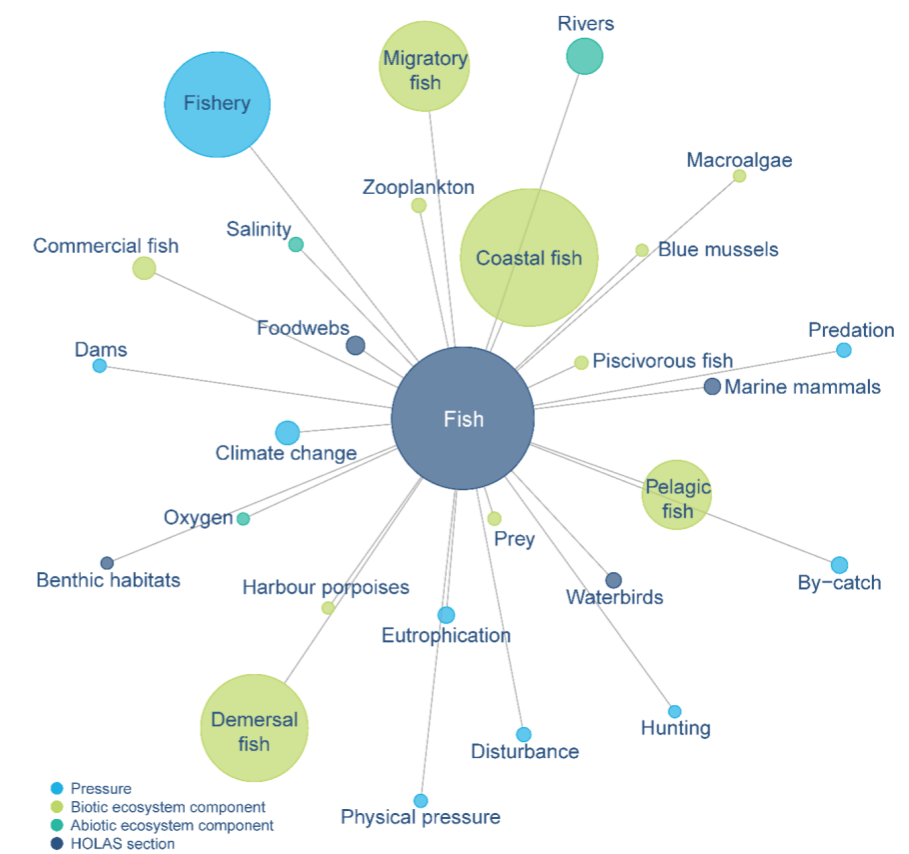 Rivers
Migratory
fish
Fishery
Macroalgae
Zooplankton
Salinity
Commercial fish
Coastal fish
Blue mussels
Foodwebs
Predation
Dams
Piscivorous fish
Marine mammals
Fish
Climate change
Pelagic
fish
Oxygen
Prey
Benthic habitats
By-catch
Harbour porpoises
Waterbirds
Eutrophication
Demersal
fish
Hunting
Disturbance
Pressure
Biotic ecosystem component
Physical pressure
Abiotic ecosystem component
HOLAS section